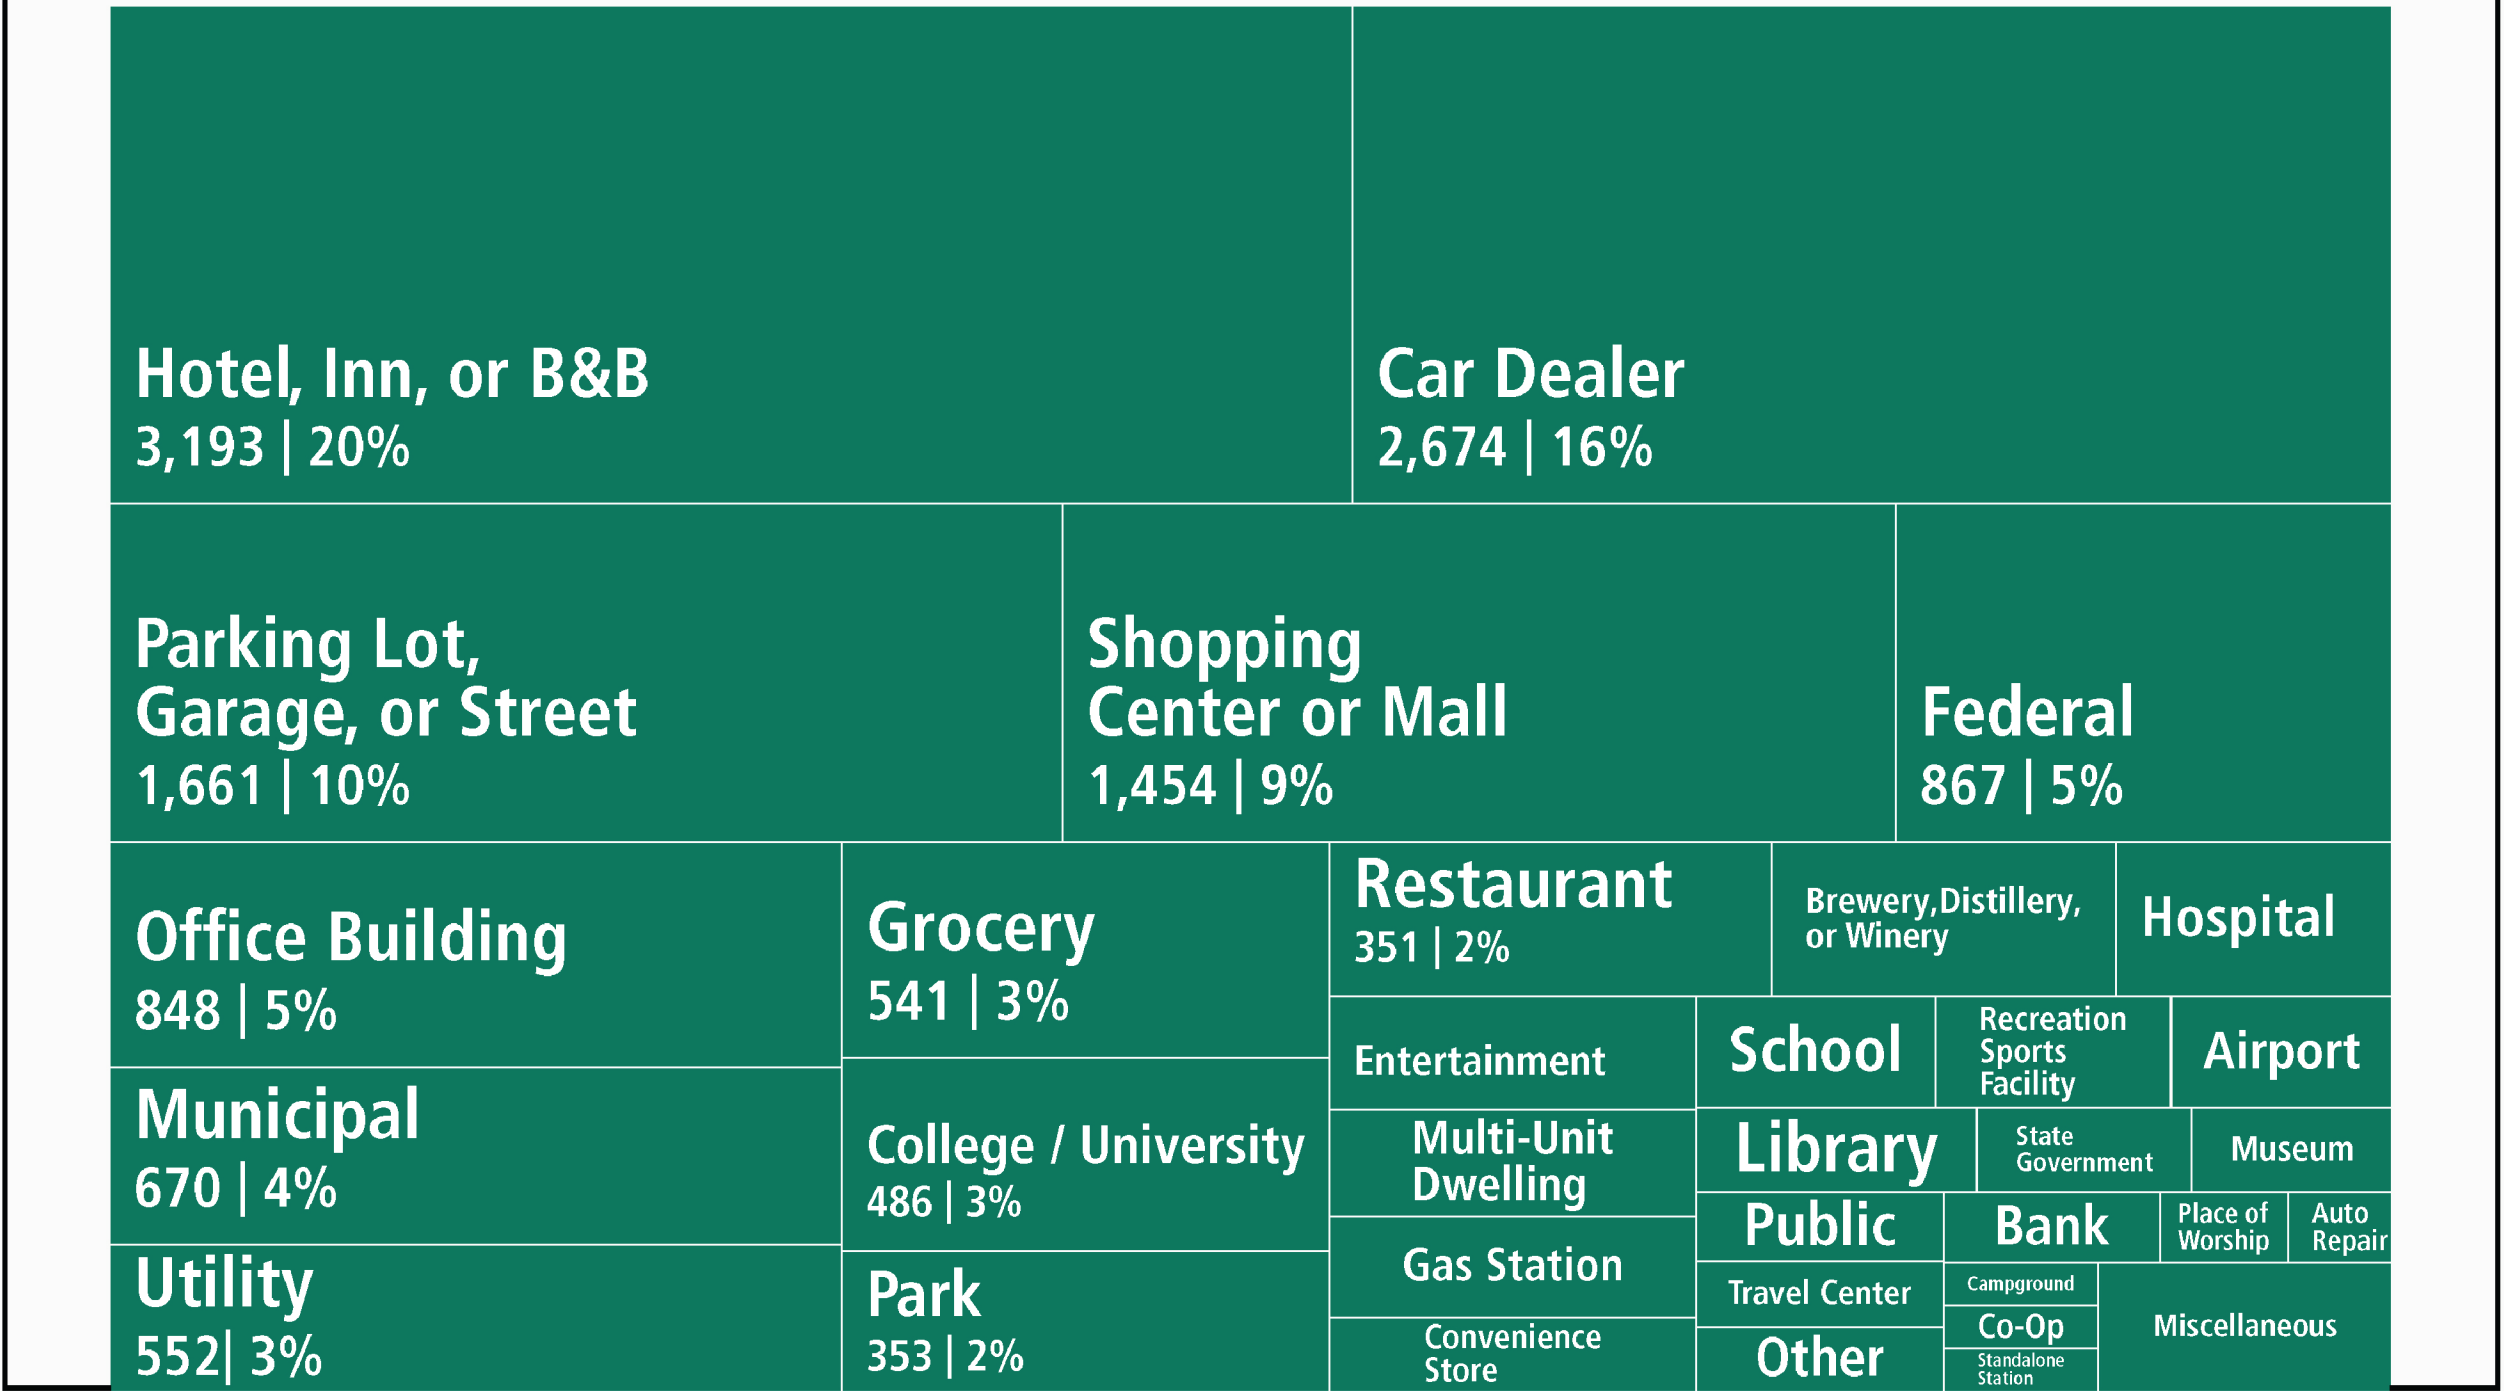 Hotel, Inn, or B&B
3,193 | 20%
Car Dealer
2,674 | 16%
Parking Lot,
Garage, or Street
1,661 | 10%
Shopping
Center or Mall
1,454 | 9%
Federal
867 | 5%
Office Building
848 | 5%
Municipal
670 | 4%
Utility
552| 3%
Grocery
541 | 3%
College / University
486 | 3%
Park
353 | 2%
Restaurant
351 | 2%
Brewery,Distillery,
or Winery
Hospital
Entertainment
School
Recreation
Sports
Facility
Airport
Multi-Unit
Dwelling
Library
State
Government
Museum
Gas Station
Public
Bank
Place of
Worship
Auto
Repair
Travel Center
Campground
Convenience
Store
Other
Co-Op
Standalone
Station
Miscellaneous